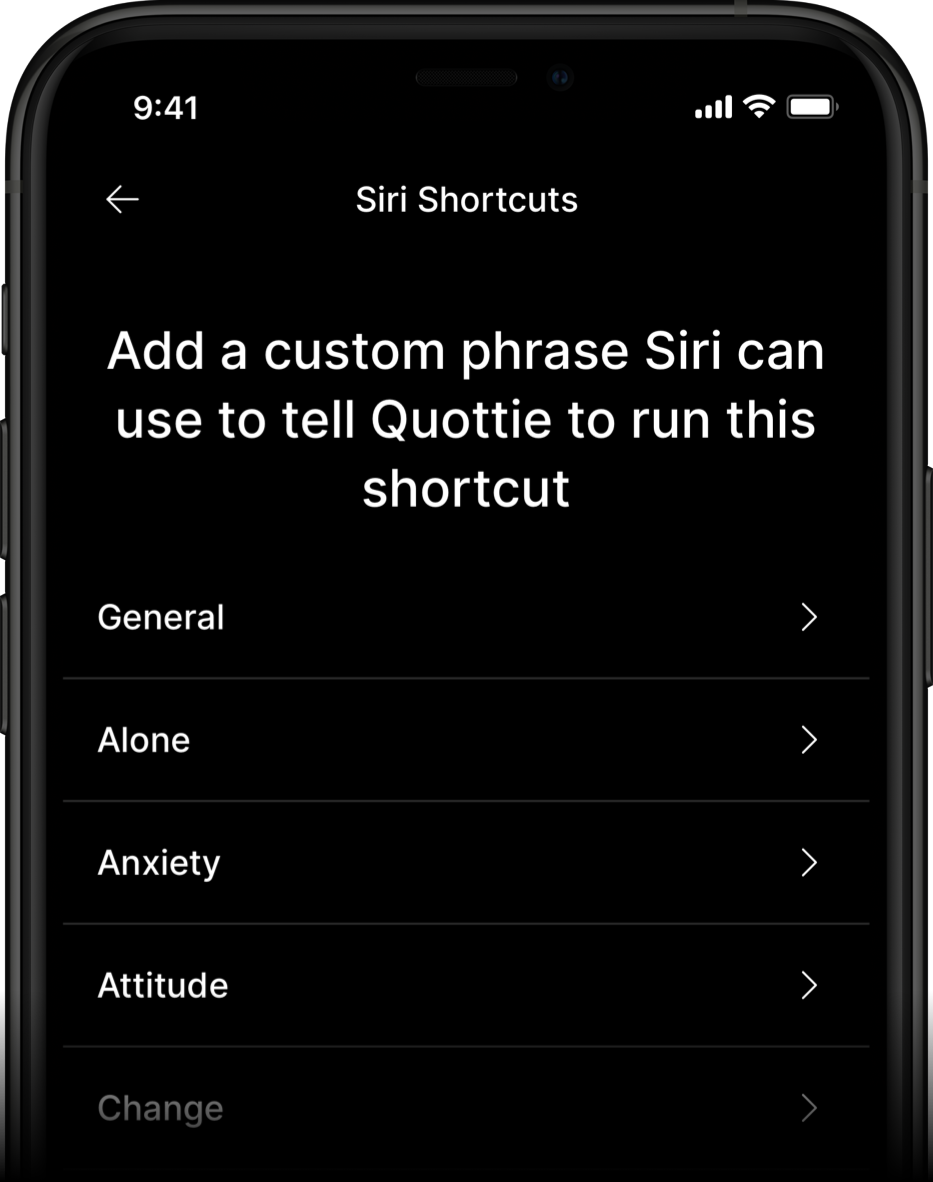 9:41
Siri Shortcuts
Add a custom phrase Siri can
use to tell Quottie to run this
shortcut
General
Alone
Anxiety
Attitude
Change